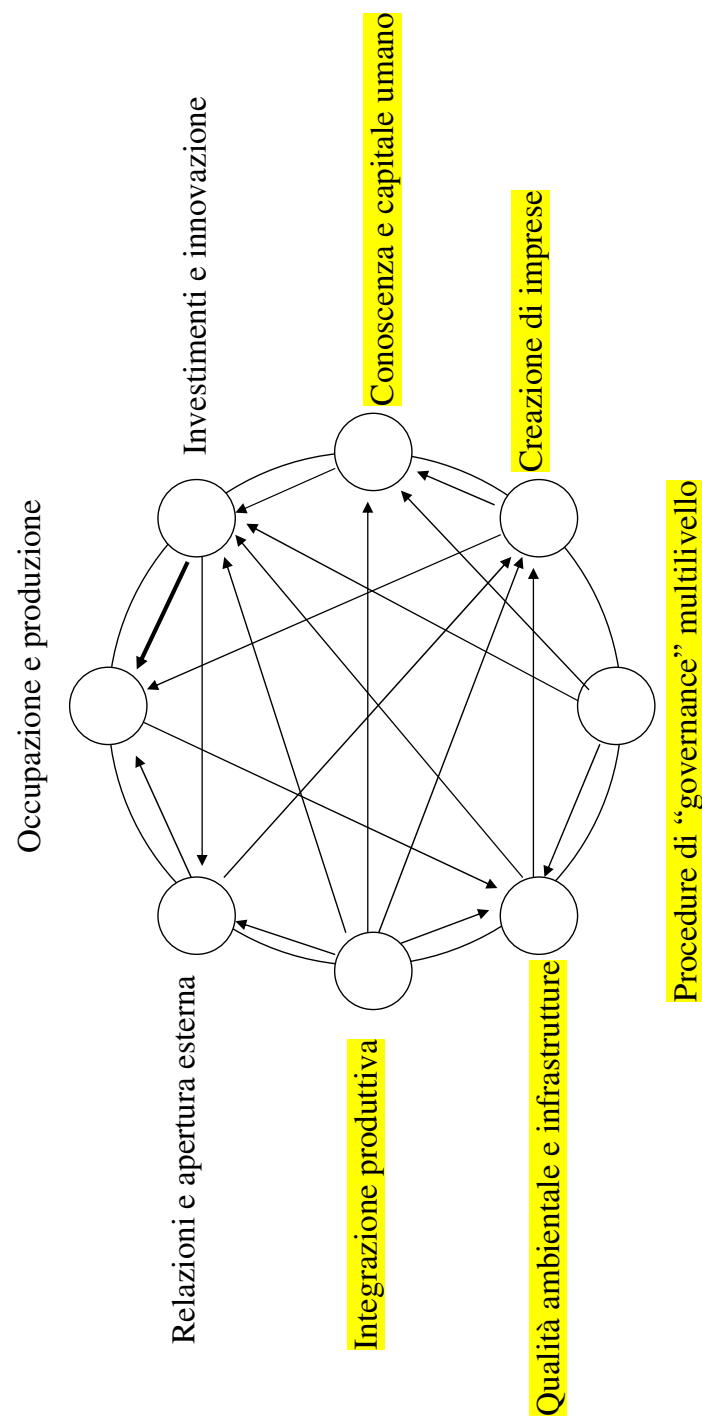 Occupazione e produzione
Relazioni e apertura esterna
Investimenti e innovazione
Integrazione produttiva
Conoscenza e capitale umano
Qualità ambientale e infrastrutture
Creazione di imprese
Procedure di “governance” multilivello